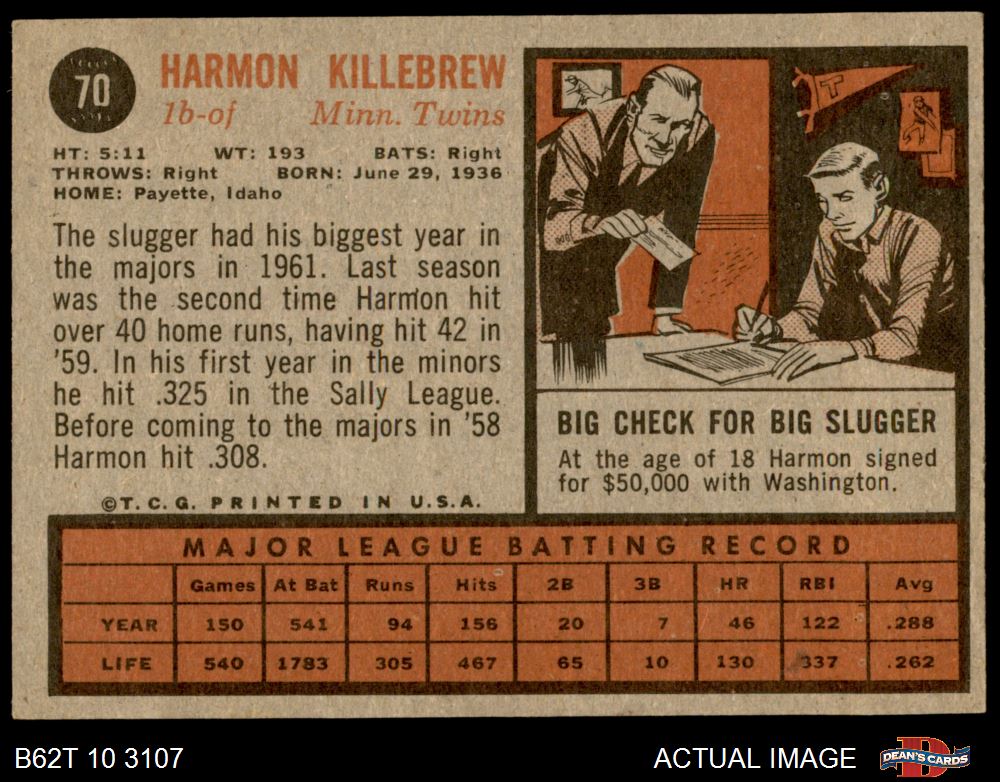 70
HARMON KILLEBREW
1b-of Minn. Twins
HT: 5:11 WT: 193 BATS: Right
THROWS: Right BORN: June 29, 1936
HOME: Payette, Idaho
The slugger had his biggest year in
the majors in 1961. Last season
was the second time Harmon hit
over 40 home runs, having hit 42 in
'59. In his first year in the minors
he hit .325 in the Sally League.
Before coming to the majors in '58
Harmon hit .308.
©T.C.G. PRINTED IN U.S.A.
T
BIG CHECK FOR BIG SLUGGER
At the age of 18 Harmon signed
for $50,000 with Washington.
MAJOR LEAGUE BATTING RECORD
Games At Bat Runs Hits 2B 3B HR RBI Avg
YEAR 150 541 94 156 20 7 46 122 .288
LIFE 540 1783 305 467 65 10 130 337 .262
B62T 10 3107 ACTUAL IMAGE DEAN'S CARDS